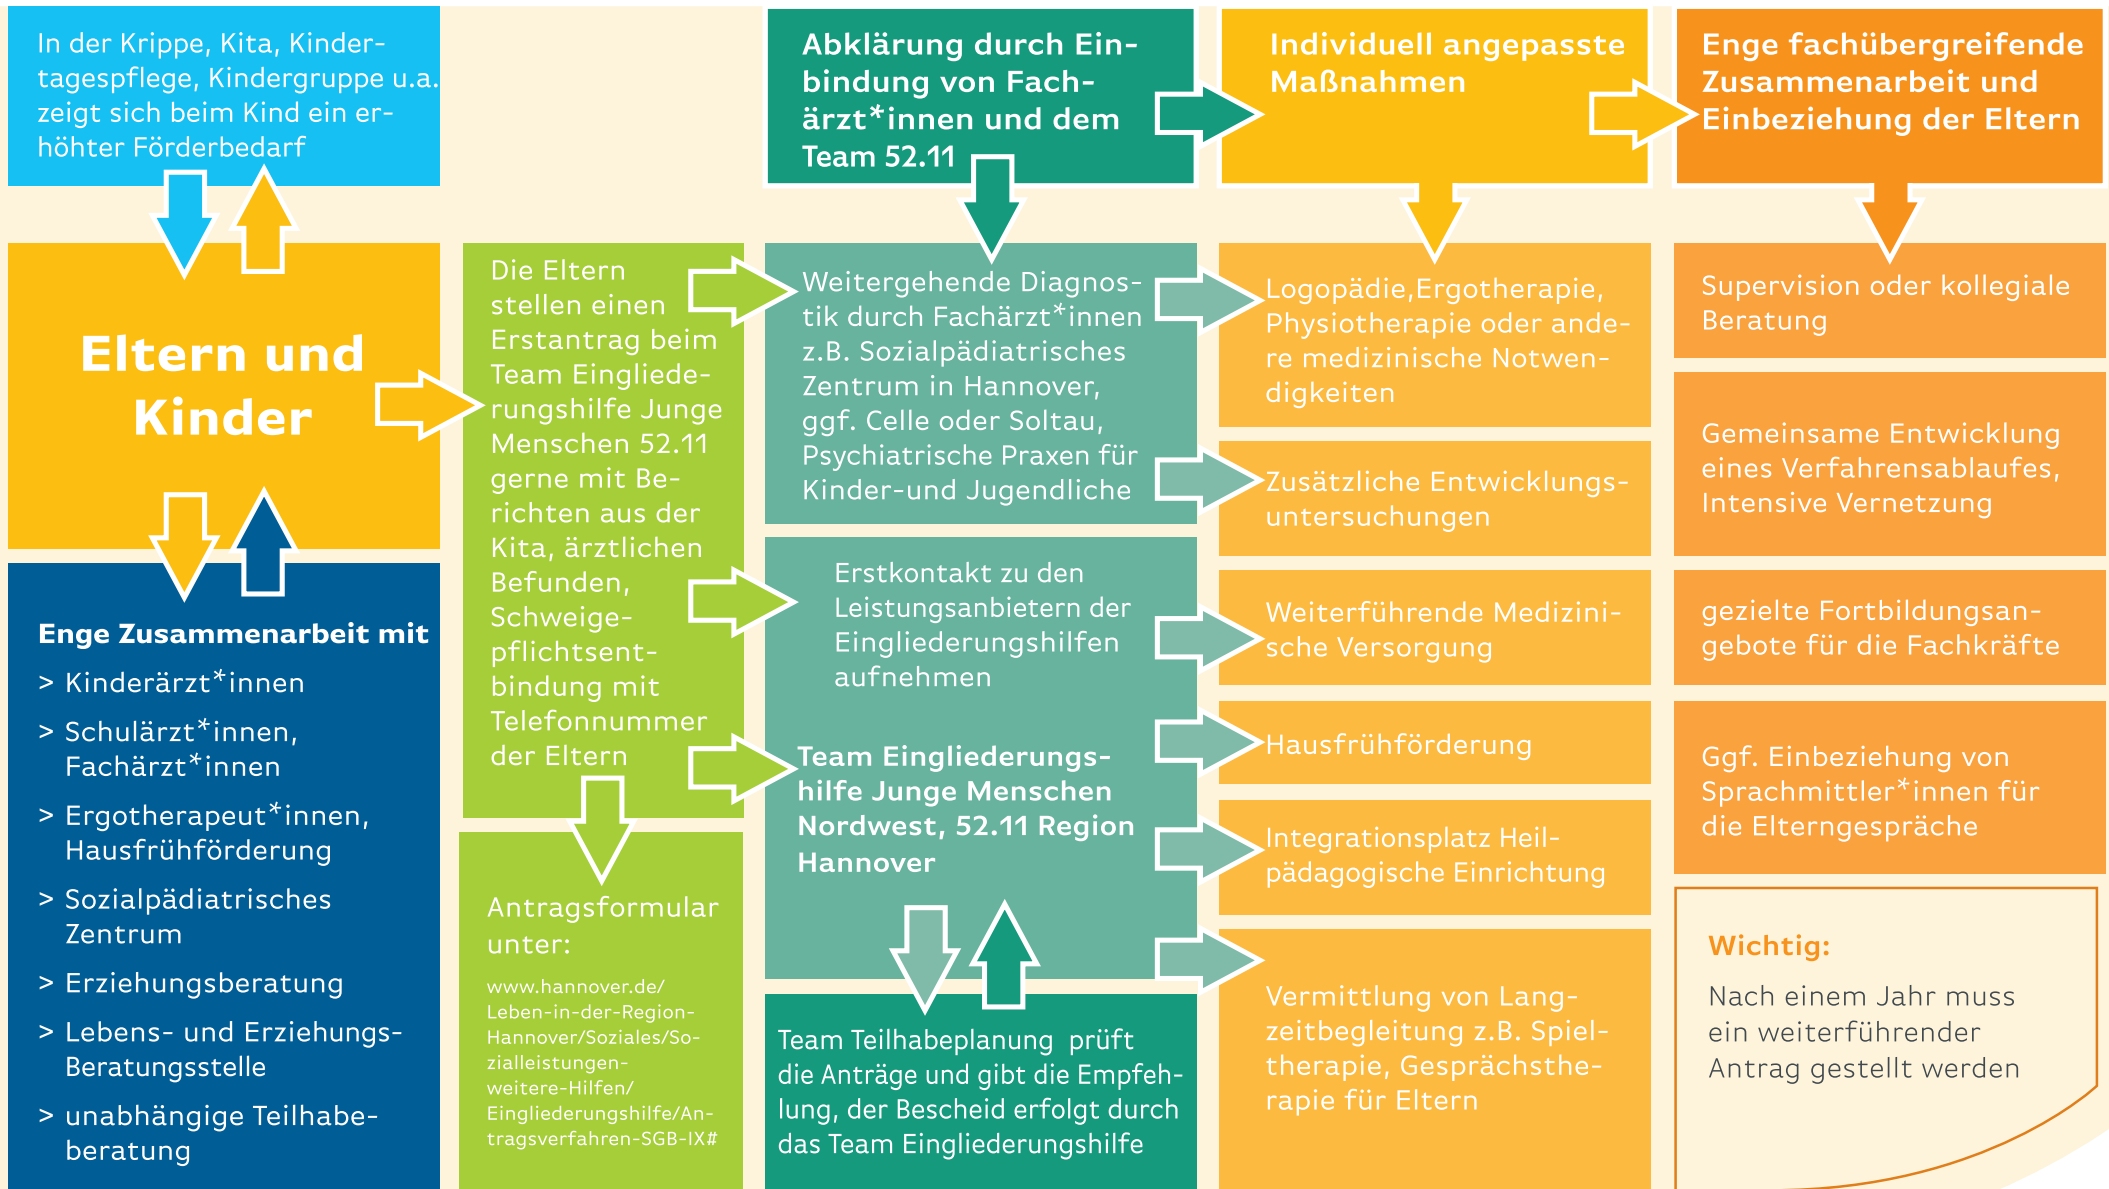 In der Krippe, Kita, Kinder-
tagespflege, Kindergruppe u.a.
zeigt sich beim Kind ein er-
höhter Förderbedarf
Eltern und
Kinder
Enge Zusammenarbeit mit
> Kinderärzt*innen
> Schulärzt*innen,
Fachärzt*innen
> Ergotherapeut*innen,
Hausfrühförderung
> Sozialpädiatrisches
Zentrum
> Erziehungsberatung
> Lebens- und Erziehungs-
Beratungsstelle
> unabhängige Teilhabe-
beratung
Die Eltern
stellen einen
Erstantrag beim
Team Eingliede-
rungshilfe Junge
Menschen 52.11
gerne mit Be-
richten aus der
Kita, ärztlichen
Befunden,
Schweige-
pflichtsent-
bindung mit
Telefonnummer
der Eltern
Antragsformular
unter:
www.hannover.de/
Leben-in-der-Region-
Hannover/Soziales/So-
zialleistungen-
weitere-Hilfen/
Eingliederungshilfe/An-
tragsverfahren-SGB-IX#
Abklärung durch Ein-
bindung von Fach-
ärzt*innen und dem
Team 52.11
Weitergehende Diagnos-
tik durch Fachärzt*innen
z.B. Sozialpädiatrisches
Zentrum in Hannover,
ggf. Celle oder Soltau,
Psychiatrische Praxen für
Kinder-und Jugendliche
Erstkontakt zu den
Leistungsanbietern der
Eingliederungshilfen
aufnehmen
Team Eingliederungs-
hilfe Junge Menschen
Nordwest, 52.11 Region
Hannover
Team Teilhabeplanung prüft
die Anträge und gibt die Empfeh-
lung, der Bescheid erfolgt durch
das Team Eingliederungshilfe
Individuell angepasste
Maßnahmen
Logopädie,Ergotherapie,
Physiotherapie oder ande-
re medizinische Notwen-
digkeiten
Zusätzliche Entwicklungs-
untersuchungen
Weiterführende Medizini-
sche Versorgung
Hausfrühförderung
Integrationsplatz Heil-
pädagogische Einrichtung
Vermittlung von Lang-
zeitbegleitung z.B. Spiel-
therapie, Gesprächsthe-
rapie für Eltern
Enge fachübergreifende
Zusammenarbeit und
Einbeziehung der Eltern
Supervision oder kollegiale
Beratung
Gemeinsame Entwicklung
eines Verfahrensablaufes,
Intensive Vernetzung
gezielte Fortbildungsan-
gebote für die Fachkräfte
Ggf. Einbeziehung von
Sprachmittler*innen für
die Elterngespräche
Wichtig:
Nach einem Jahr muss
ein weiterführender
Antrag gestellt werden